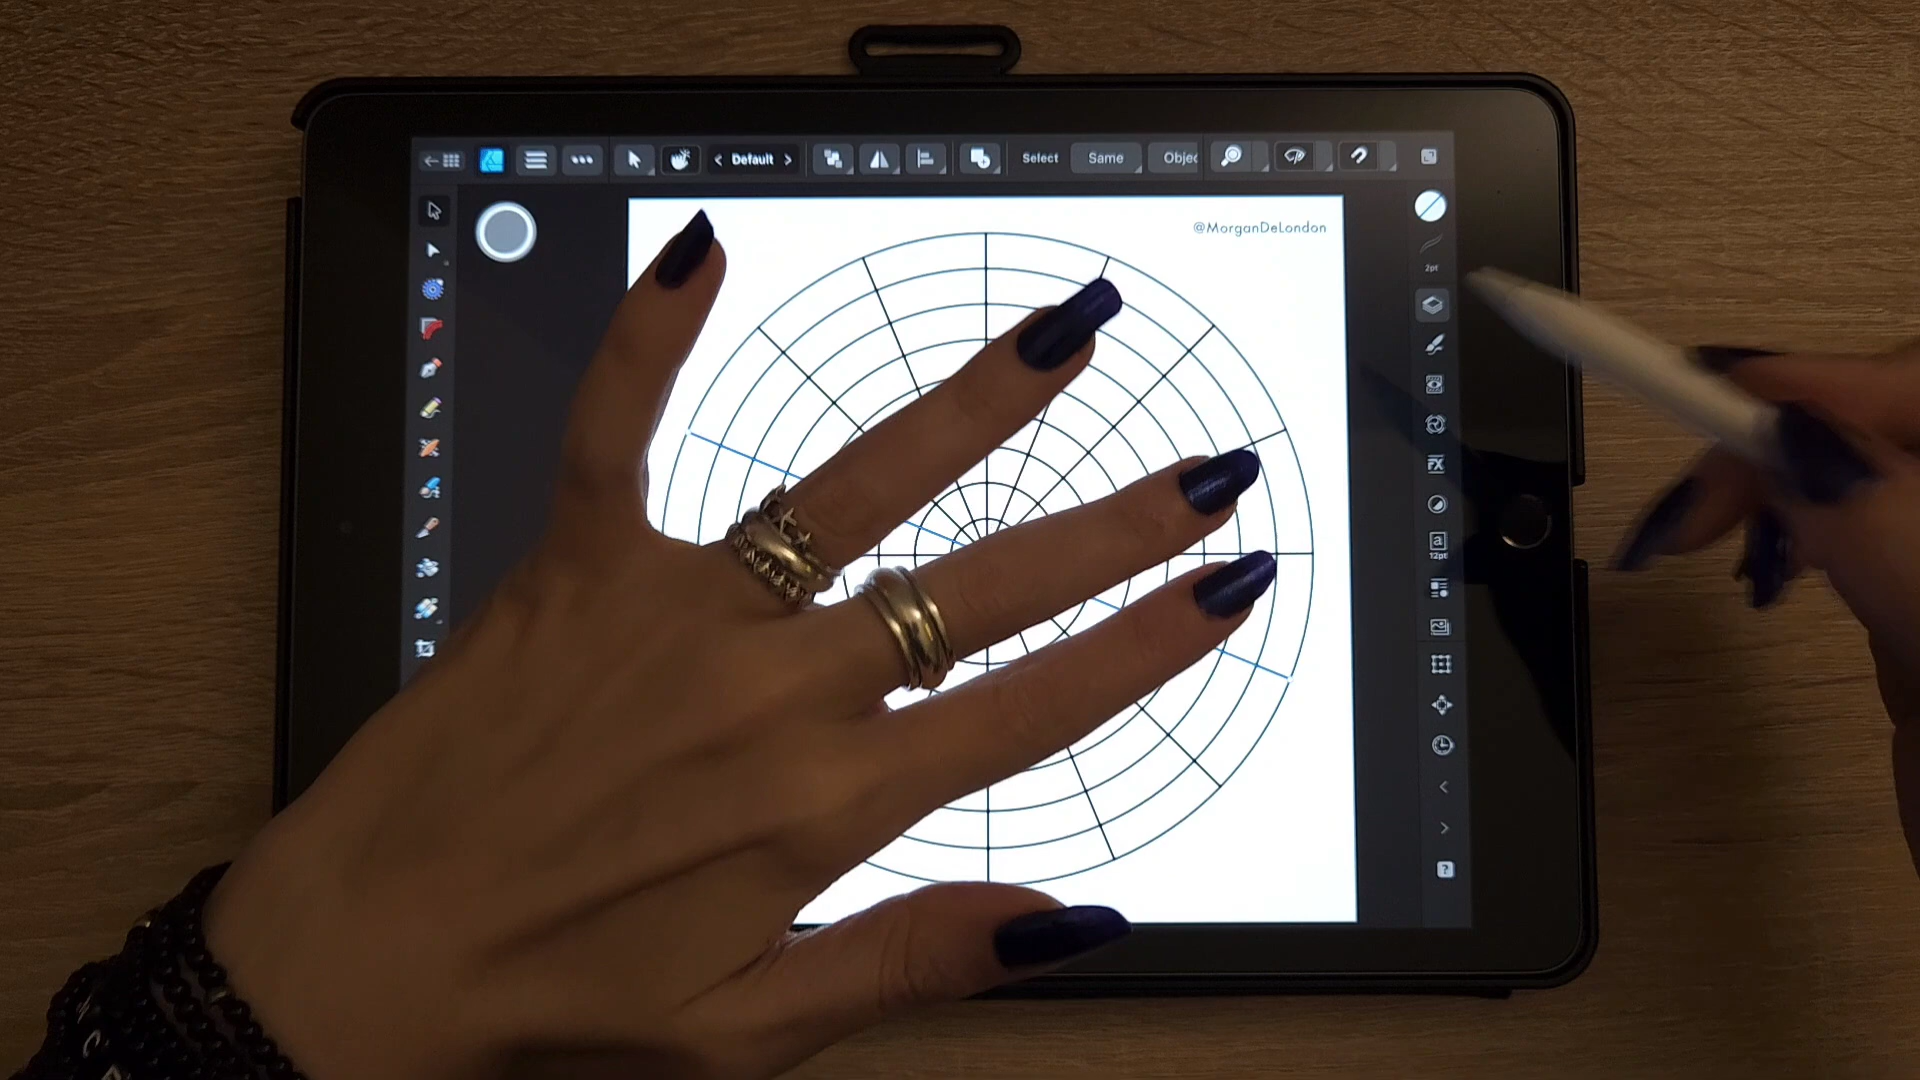 Default
Select
Same
Objec
@MorganDeLondon
2pt
FX
a
12pt
?